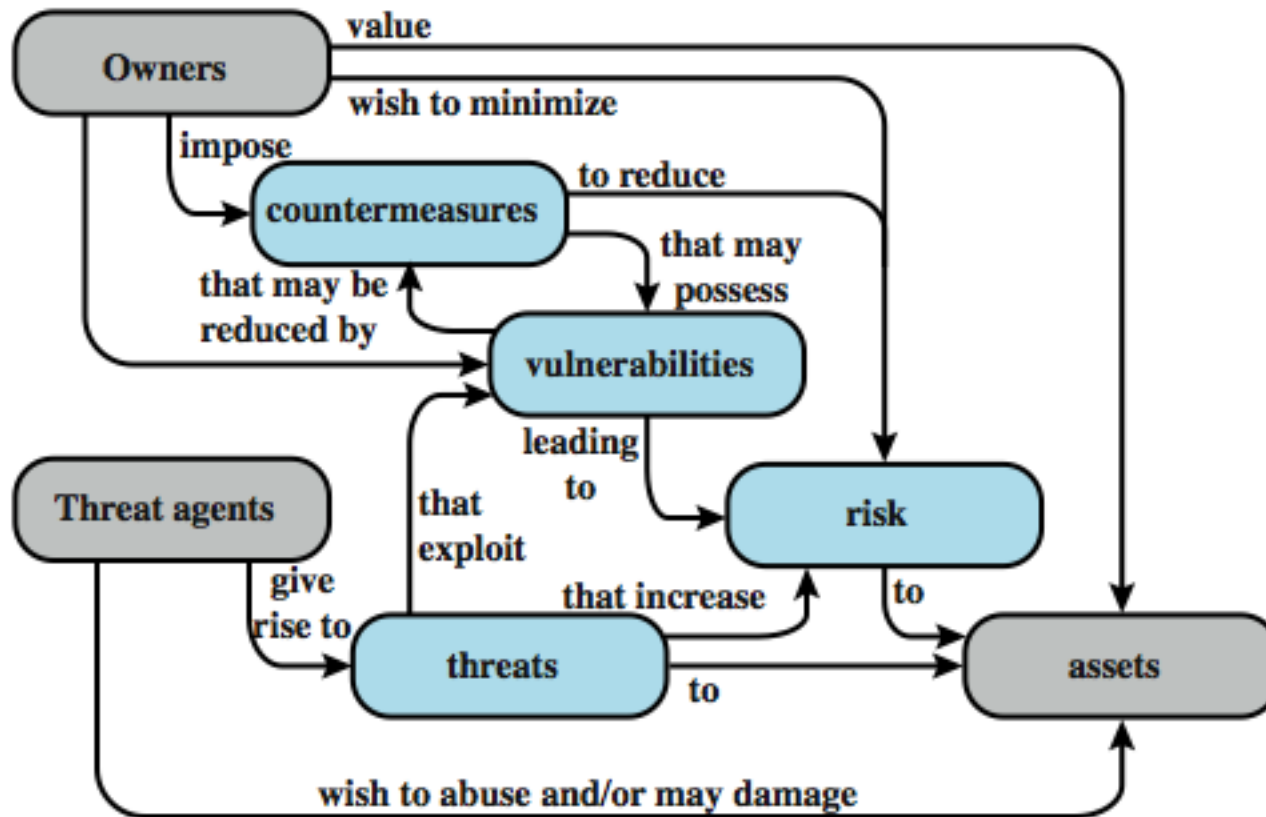 value
Owners
wish to minimize
impose
to reduce
countermeasures
that may
possess
that may be
reduced by
vulnerabilities
leading
to
Threat agents
that
exploit
risk
give
rise to
that increase
to
threats
to
assets
wish to abuse and/or may damage